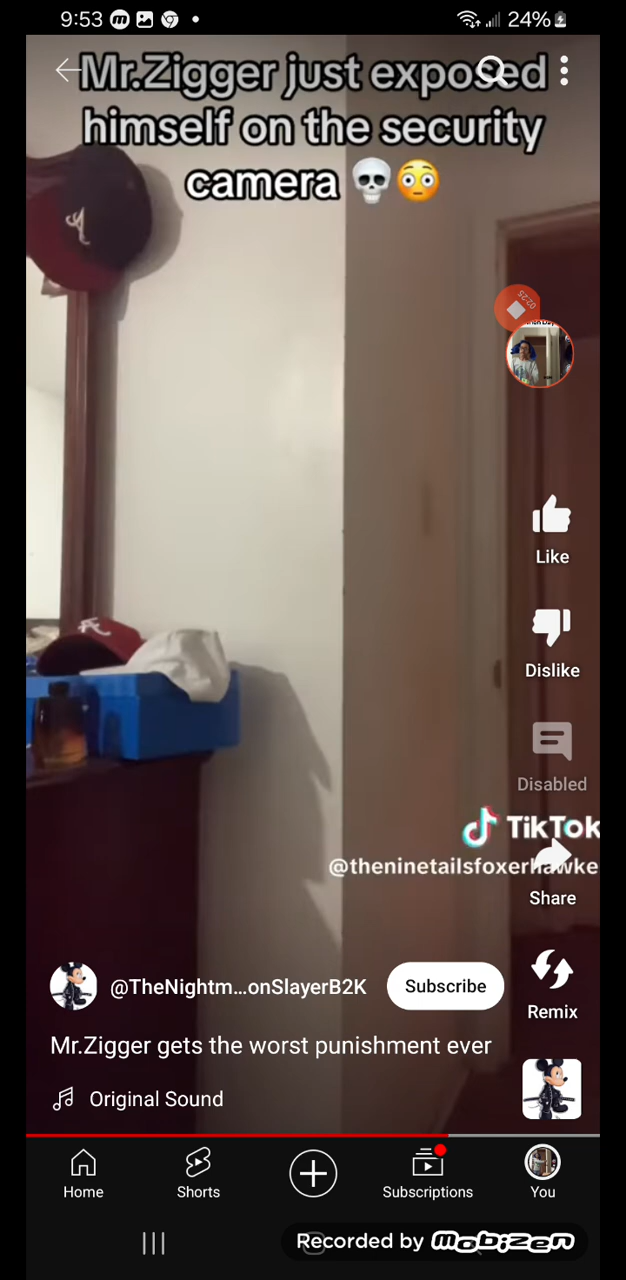 9:53
24%
Mr.Zigger just exposed
himself on the security
camera 💀😳
02:25
Like
Dislike
Disabled
TikTok
@theninetailsfoxerhawke
Share
@TheNightm...onSlayerB2K
Subscribe
Remix
Mr.Zigger gets the worst punishment ever
Original Sound
Home
Shorts
Subscriptions
You
Recorded by Mobizen